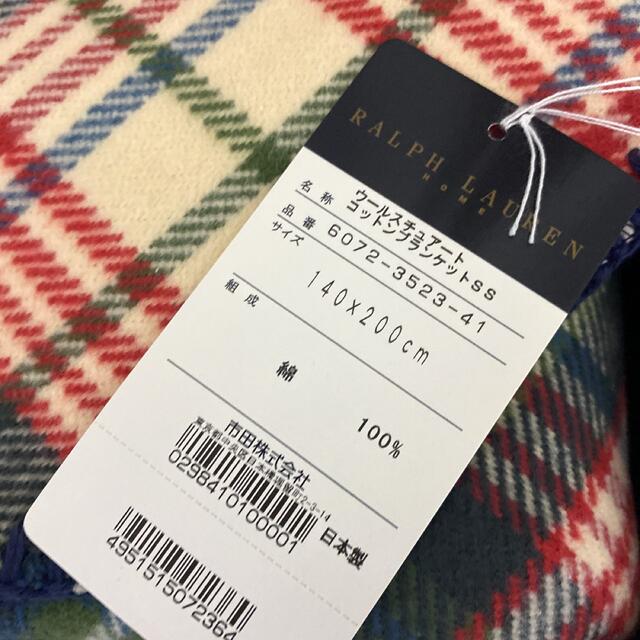 RALPH LAUREN
HOME
名称 ウールスチュアート
コットンブランケットSS
品番 6072-3523-41
サイズ
140×200cm
組成
綿 100%
市田株式会社
0298410100001
日本製
4951515072364